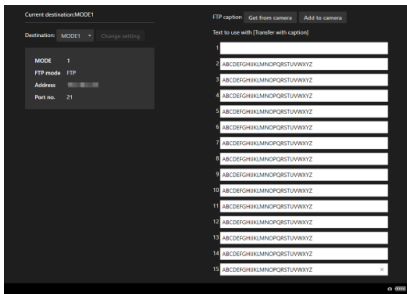 Current destination:MODE1
Destination: MODE1 Change setting
MODE 1
FTP mode FTP
Address
Port no. 21
FTP caption Get from camera Add to camera
Text to use with [Transfer with caption]
1
2 ABCDEFGHIJKLMNOPQRSTUVWXYZ
3 ABCDEFGHIJKLMNOPQRSTUVWXYZ
4 ABCDEFGHIJKLMNOPQRSTUVWXYZ
5 ABCDEFGHIJKLMNOPQRSTUVWXYZ
6 ABCDEFGHIJKLMNOPQRSTUVWXYZ
7 ABCDEFGHIJKLMNOPQRSTUVWXYZ
8 ABCDEFGHIJKLMNOPQRSTUVWXYZ
9 ABCDEFGHIJKLMNOPQRSTUVWXYZ
10 ABCDEFGHIJKLMNOPQRSTUVWXYZ
11 ABCDEFGHIJKLMNOPQRSTUVWXYZ
12 ABCDEFGHIJKLMNOPQRSTUVWXYZ
13 ABCDEFGHIJKLMNOPQRSTUVWXYZ
14 ABCDEFGHIJKLMNOPQRSTUVWXYZ
15 ABCDEFGHIJKLMNOPQRSTUVWXYZ